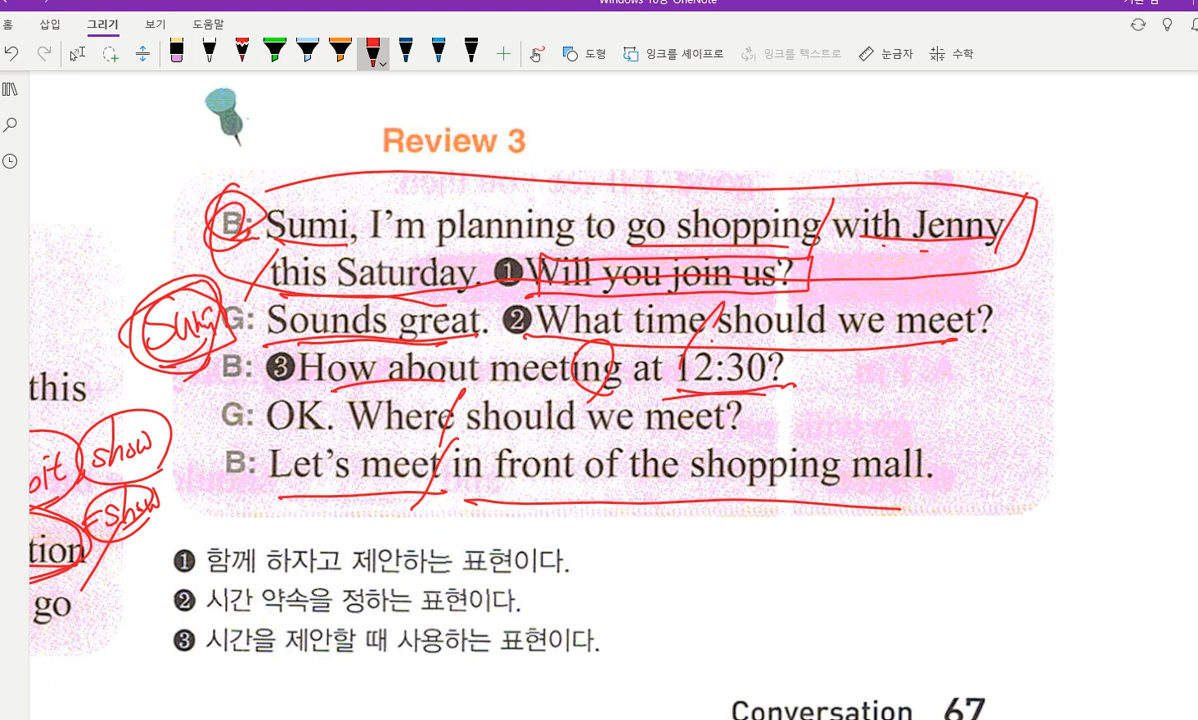 Windows 10용 OneNote
홈 삽입 그리기 보기 도움말
도형 잉크를 셰이프로 잉크를 텍스트로 눈금자 수학
Review 3
B: Sumi, I'm planning to go shopping with Jenny
this Saturday. ❶Will you join us?
Sumi G: Sounds great. ❷What time should we meet?
B: ❸How about meeting at 12:30?
this
G: OK. Where should we meet?
show
B: Let's meet in front of the shopping mall.
show
tion
go
❶ 함께 하자고 제안하는 표현이다.
❷ 시간 약속을 정하는 표현이다.
❸ 시간을 제안할 때 사용하는 표현이다.
Conversation 67